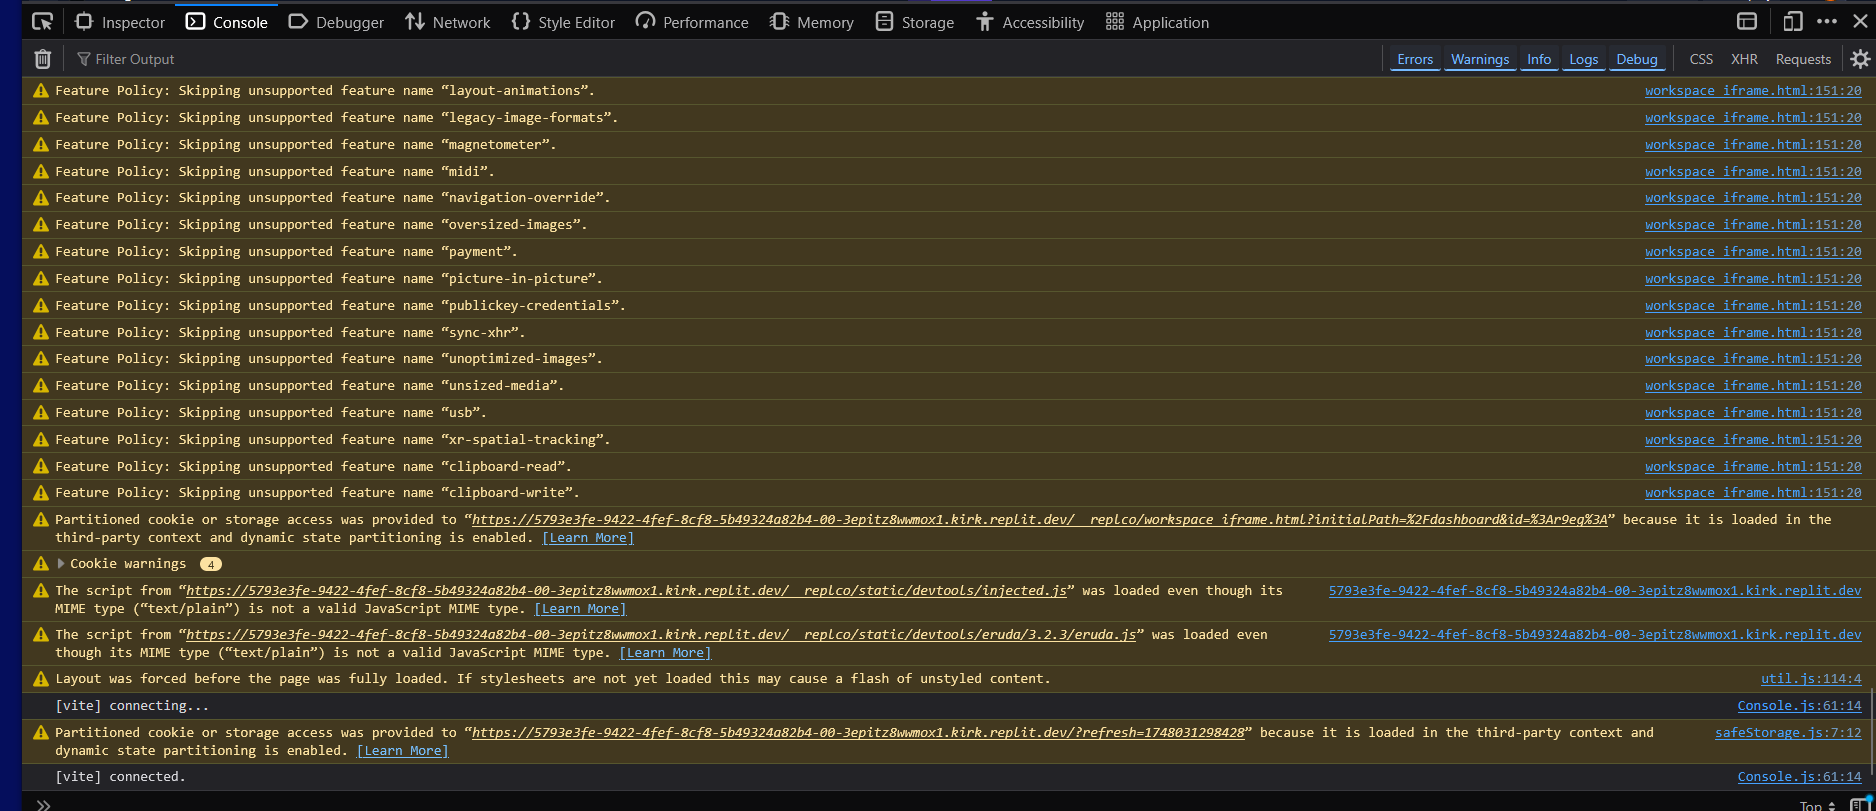 Inspector Console Debugger Network Style Editor Performance Memory Storage Accessibility Application
Filter Output Errors Warnings Info Logs Debug CSS XHR Requests
Feature Policy: Skipping unsupported feature name “layout-animations”. workspace_iframe.html:151:20
Feature Policy: Skipping unsupported feature name “legacy-image-formats”. workspace_iframe.html:151:20
Feature Policy: Skipping unsupported feature name “magnetometer”. workspace_iframe.html:151:20
Feature Policy: Skipping unsupported feature name “midi”. workspace_iframe.html:151:20
Feature Policy: Skipping unsupported feature name “navigation-override”. workspace_iframe.html:151:20
Feature Policy: Skipping unsupported feature name “oversized-images”. workspace_iframe.html:151:20
Feature Policy: Skipping unsupported feature name “payment”. workspace_iframe.html:151:20
Feature Policy: Skipping unsupported feature name “picture-in-picture”. workspace_iframe.html:151:20
Feature Policy: Skipping unsupported feature name “publickey-credentials”. workspace_iframe.html:151:20
Feature Policy: Skipping unsupported feature name “sync-xhr”. workspace_iframe.html:151:20
Feature Policy: Skipping unsupported feature name “unoptimized-images”. workspace_iframe.html:151:20
Feature Policy: Skipping unsupported feature name “unsized-media”. workspace_iframe.html:151:20
Feature Policy: Skipping unsupported feature name “usb”. workspace_iframe.html:151:20
Feature Policy: Skipping unsupported feature name “xr-spatial-tracking”. workspace_iframe.html:151:20
Feature Policy: Skipping unsupported feature name “clipboard-read”. workspace_iframe.html:151:20
Feature Policy: Skipping unsupported feature name “clipboard-write”. workspace_iframe.html:151:20
Partitioned cookie or storage access was provided to “https://5793e3fe-9422-4fef-8cf8-5b49324a82b4-00-3epitz8wwmox1.kirk.replit.dev/__replco/workspace_iframe.html?initialPath=%2Fdashboard&id=%3Ar9eg%3A” because it is loaded in the
third-party context and dynamic state partitioning is enabled. [Learn More]
Cookie warnings 4
The script from “https://5793e3fe-9422-4fef-8cf8-5b49324a82b4-00-3epitz8wwmox1.kirk.replit.dev/__replco/static/devtools/injected.js” was loaded even though its 5793e3fe-9422-4fef-8cf8-5b49324a82b4-00-3epitz8wwmox1.kirk.replit.dev
MIME type (“text/plain”) is not a valid JavaScript MIME type. [Learn More]
The script from “https://5793e3fe-9422-4fef-8cf8-5b49324a82b4-00-3epitz8wwmox1.kirk.replit.dev/__replco/static/devtools/eruda/3.2.3/eruda.js” was loaded even 5793e3fe-9422-4fef-8cf8-5b49324a82b4-00-3epitz8wwmox1.kirk.replit.dev
though its MIME type (“text/plain”) is not a valid JavaScript MIME type. [Learn More]
Layout was forced before the page was fully loaded. If stylesheets are not yet loaded this may cause a flash of unstyled content. util.js:114:4
[vite] connecting... Console.js:61:14
Partitioned cookie or storage access was provided to “https://5793e3fe-9422-4fef-8cf8-5b49324a82b4-00-3epitz8wwmox1.kirk.replit.dev/?refresh=1748031298428” because it is loaded in the third-party context and safeStorage.js:7:12
dynamic state partitioning is enabled. [Learn More]
[vite] connected. Console.js:61:14
Top